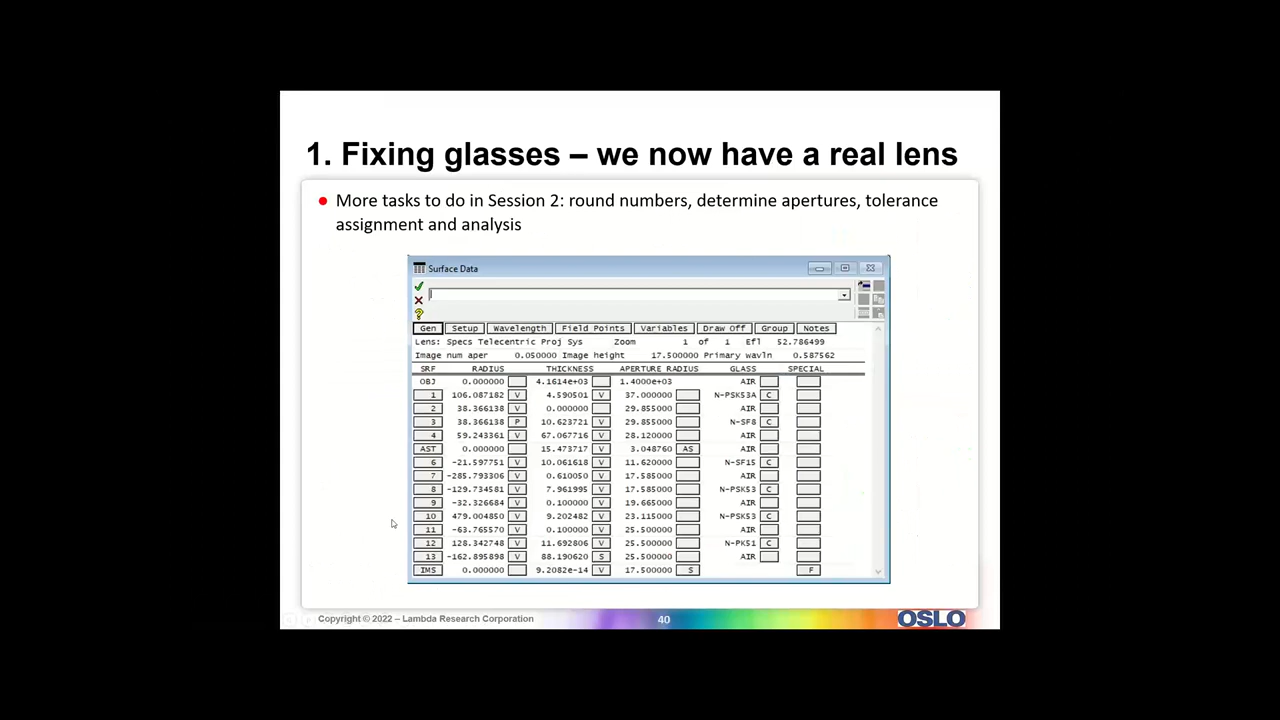 1. Fixing glasses – we now have a real lens
● More tasks to do in Session 2: round numbers, determine apertures, tolerance
assignment and analysis
Surface Data
Gen Setup Wavelength Field Points Variables Draw Off Group Notes
Lens: Specs Telecentric Proj Sys Zoom 1 of 1 Efl 52.786499
Image num aper 0.050000 Image height 17.500000 Primary wavln 0.587562
SRF RADIUS THICKNESS APERTURE RADIUS GLASS SPECIAL
OBJ 0.000000 4.1614e+03 1.4000e+03 AIR
1 106.087172 V 4.590501 V 37.000000 N-PSK53A C
2 38.366138 V 0.000000 29.855000 AIR
3 38.366138 P 10.623721 V 29.855000 N-SF8 C
4 59.243361 V 67.067716 V 28.120000 AIR
AST 0.000000 15.473717 V 3.048760 AS AIR
6 -21.597751 V 10.061618 V 11.620000 N-SF15 C
7 -285.793306 V 0.610050 V 17.585000 AIR
8 -129.734581 V 7.961995 V 17.585000 N-PSK53 C
9 -32.326684 V 0.100000 V 19.665000 AIR
10 479.004850 V 9.202482 V 23.115000 N-PSK53 C
11 -63.765570 V 0.100000 V 25.500000 AIR
12 128.342748 V 11.692806 V 25.500000 N-PK51 C
13 -162.895898 V 88.190620 S 25.500000 AIR
IMS 0.000000 9.2082e-14 V 17.500000 S F
Copyright © 2022 – Lambda Research Corporation 40 OSLO